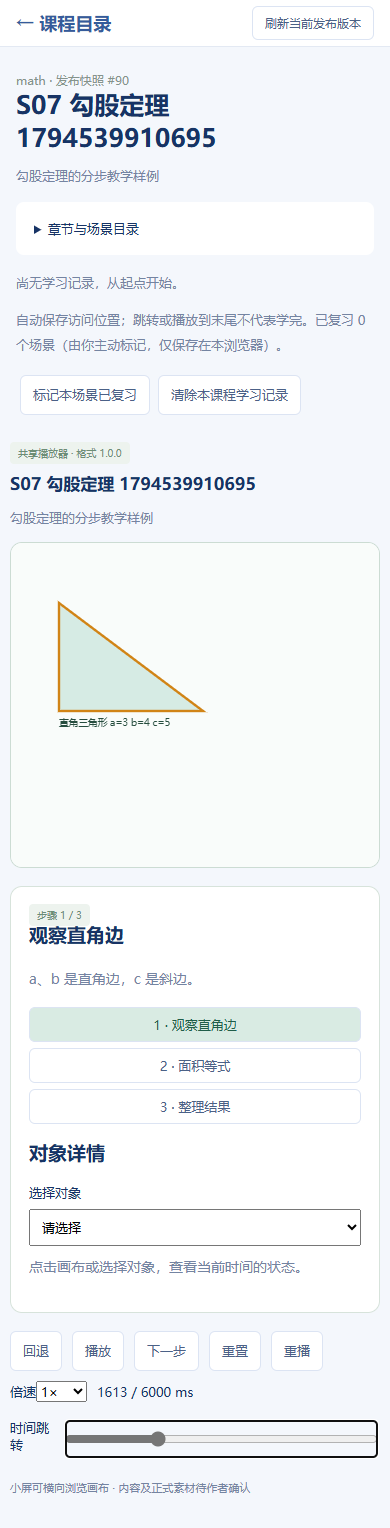 ← 课程目录
刷新当前发布版本
math · 发布快照 #90
S07 勾股定理
1794539910695
勾股定理的分步教学样例
▶ 章节与场景目录
尚无学习记录，从起点开始。
自动保存访问位置；跳转或播放到末尾不代表学完。已复习 0
个场景（由你主动标记，仅保存在本浏览器）。
标记本场景已复习
清除本课程学习记录
共享播放器 · 格式 1.0.0
S07 勾股定理 1794539910695
勾股定理的分步教学样例
直角三角形 a=3 b=4 c=5
步骤 1 / 3
观察直角边
a、b 是直角边，c 是斜边。
1 · 观察直角边
2 · 面积等式
3 · 整理结果
对象详情
选择对象
请选择
点击画布或选择对象，查看当前时间的状态。
回退
播放
下一步
重置
重播
倍速 1× 1613 / 6000 ms
时间跳
转
小屏可横向浏览画布 · 内容及正式素材待作者确认